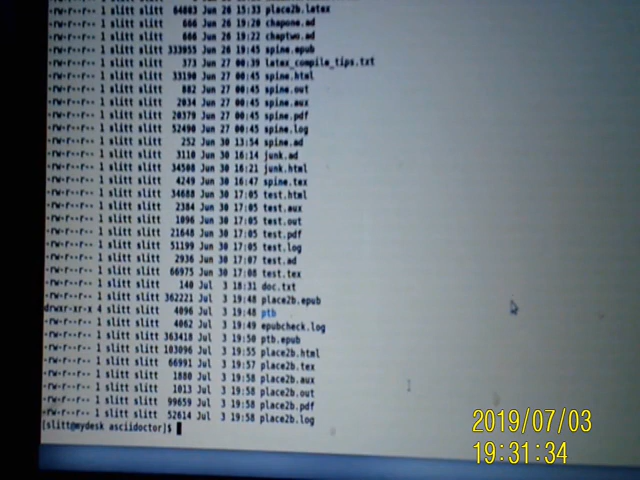 -rw-r--r-- 1 slitt slitt 64603 Jun 26 15:33 place2b.latex
-rw-r--r-- 1 slitt slitt 666 Jun 26 19:20 chapone.ad
-rw-r--r-- 1 slitt slitt 666 Jun 26 19:22 chaptwo.ad
-rw-r--r-- 1 slitt slitt 333955 Jun 26 19:45 spine.epub
-rw-r--r-- 1 slitt slitt 373 Jun 27 00:39 latex_compile_tips.txt
-rw-r--r-- 1 slitt slitt 33190 Jun 27 00:45 spine.html
-rw-r--r-- 1 slitt slitt 882 Jun 27 00:45 spine.out
-rw-r--r-- 1 slitt slitt 2034 Jun 27 00:45 spine.aux
-rw-r--r-- 1 slitt slitt 20379 Jun 27 00:45 spine.pdf
-rw-r--r-- 1 slitt slitt 52490 Jun 27 00:45 spine.log
-rw-r--r-- 1 slitt slitt 252 Jun 30 13:54 spine.ad
-rw-r--r-- 1 slitt slitt 3110 Jun 30 16:14 junk.ad
-rw-r--r-- 1 slitt slitt 34508 Jun 30 16:21 junk.html
-rw-r--r-- 1 slitt slitt 4249 Jun 30 16:47 spine.tex
-rw-r--r-- 1 slitt slitt 34688 Jun 30 17:05 test.html
-rw-r--r-- 1 slitt slitt 2384 Jun 30 17:05 test.aux
-rw-r--r-- 1 slitt slitt 1096 Jun 30 17:05 test.out
-rw-r--r-- 1 slitt slitt 21648 Jun 30 17:05 test.pdf
-rw-r--r-- 1 slitt slitt 51199 Jun 30 17:05 test.log
-rw-r--r-- 1 slitt slitt 2936 Jun 30 17:07 test.ad
-rw-r--r-- 1 slitt slitt 66975 Jun 30 17:08 test.tex
-rw-r--r-- 1 slitt slitt 140 Jul 3 18:31 doc.txt
-rw-r--r-- 1 slitt slitt 362221 Jul 3 19:48 place2b.epub
drwxr-xr-x 4 slitt slitt 4096 Jul 3 19:48 ptb
-rw-r--r-- 1 slitt slitt 4062 Jul 3 19:49 epubcheck.log
-rw-r--r-- 1 slitt slitt 363418 Jul 3 19:50 ptb.epub
-rw-r--r-- 1 slitt slitt 103096 Jul 3 19:55 place2b.html
-rw-r--r-- 1 slitt slitt 66991 Jul 3 19:57 place2b.tex
-rw-r--r-- 1 slitt slitt 1880 Jul 3 19:58 place2b.aux
-rw-r--r-- 1 slitt slitt 1013 Jul 3 19:58 place2b.out
-rw-r--r-- 1 slitt slitt 99659 Jul 3 19:58 place2b.pdf
-rw-r--r-- 1 slitt slitt 52614 Jul 3 19:58 place2b.log
[slitt@mydesk asciidoctor]$
2019/07/03
19:31:34